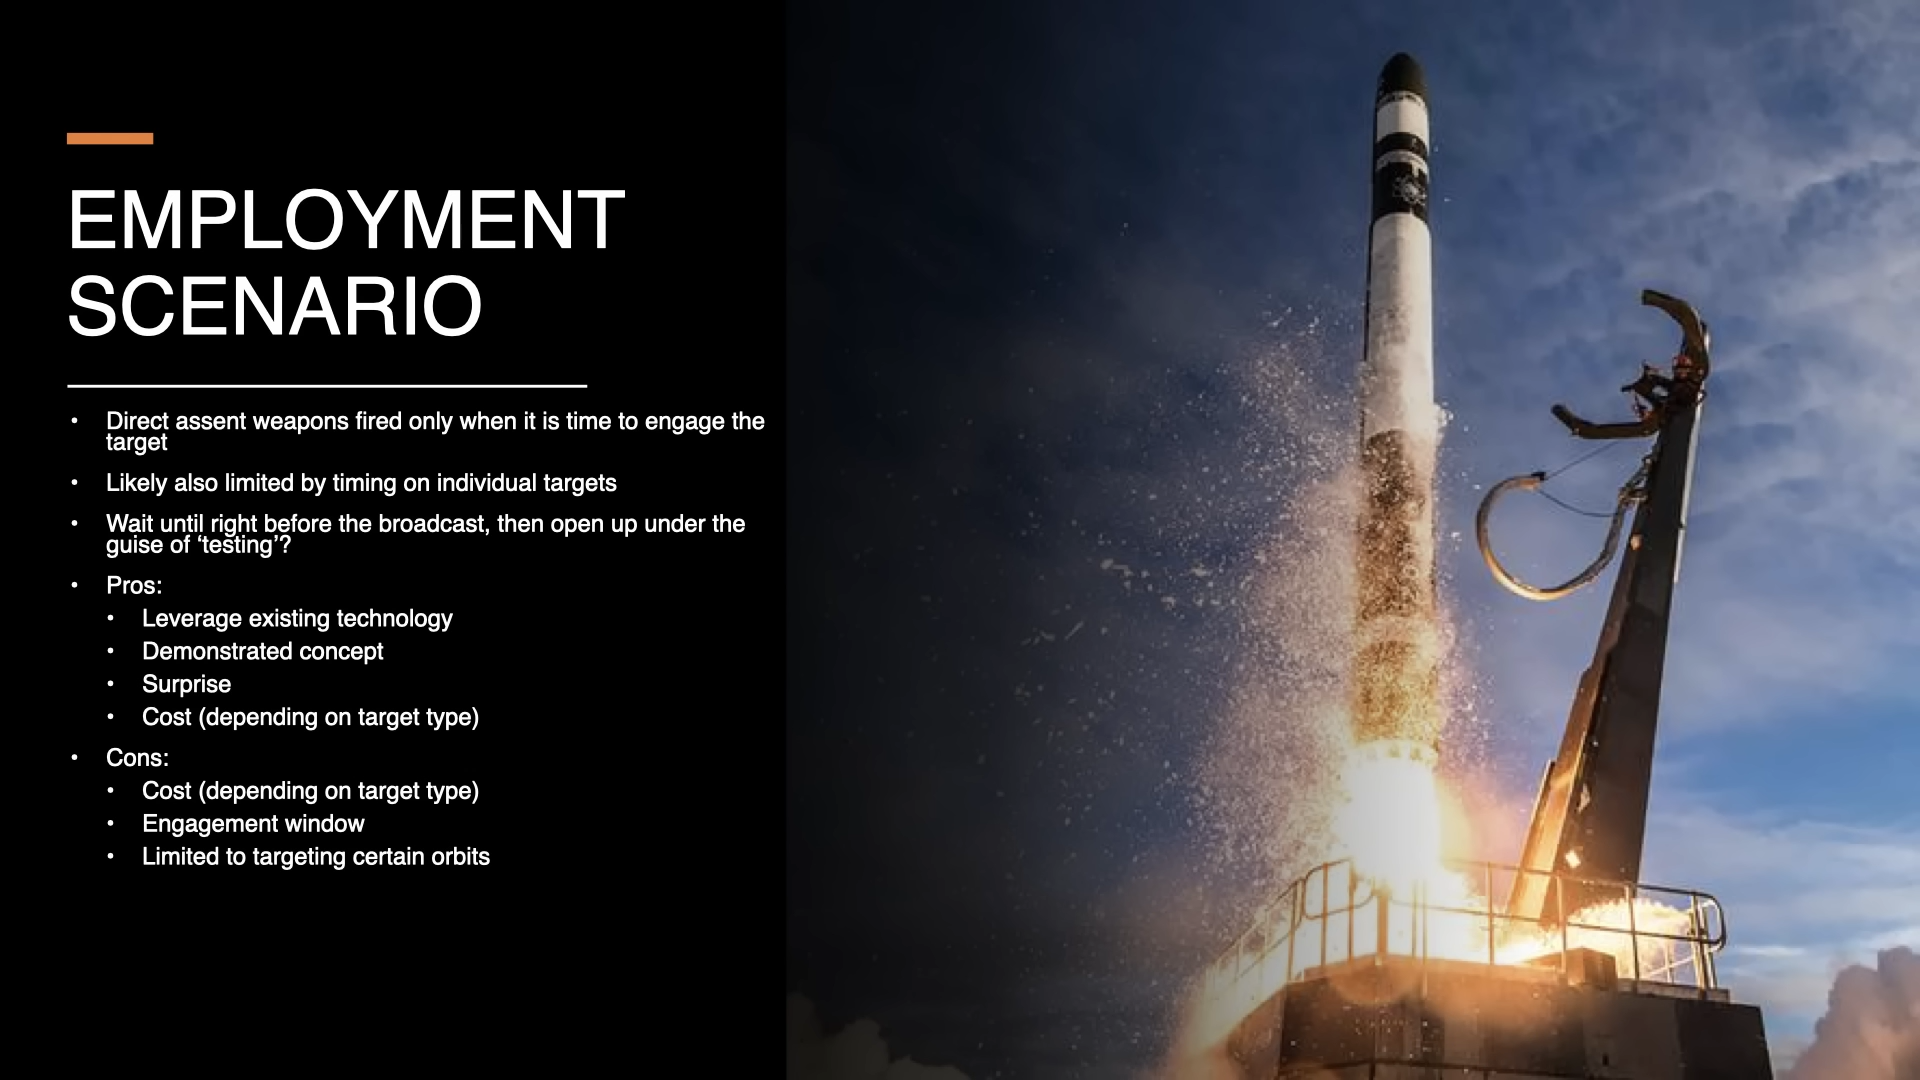 EMPLOYMENT
SCENARIO
• Direct assent weapons fired only when it is time to engage the
target
• Likely also limited by timing on individual targets
• Wait until right before the broadcast, then open up under the
guise of ‘testing’?
• Pros:
• Leverage existing technology
• Demonstrated concept
• Surprise
• Cost (depending on target type)
• Cons:
• Cost (depending on target type)
• Engagement window
• Limited to targeting certain orbits